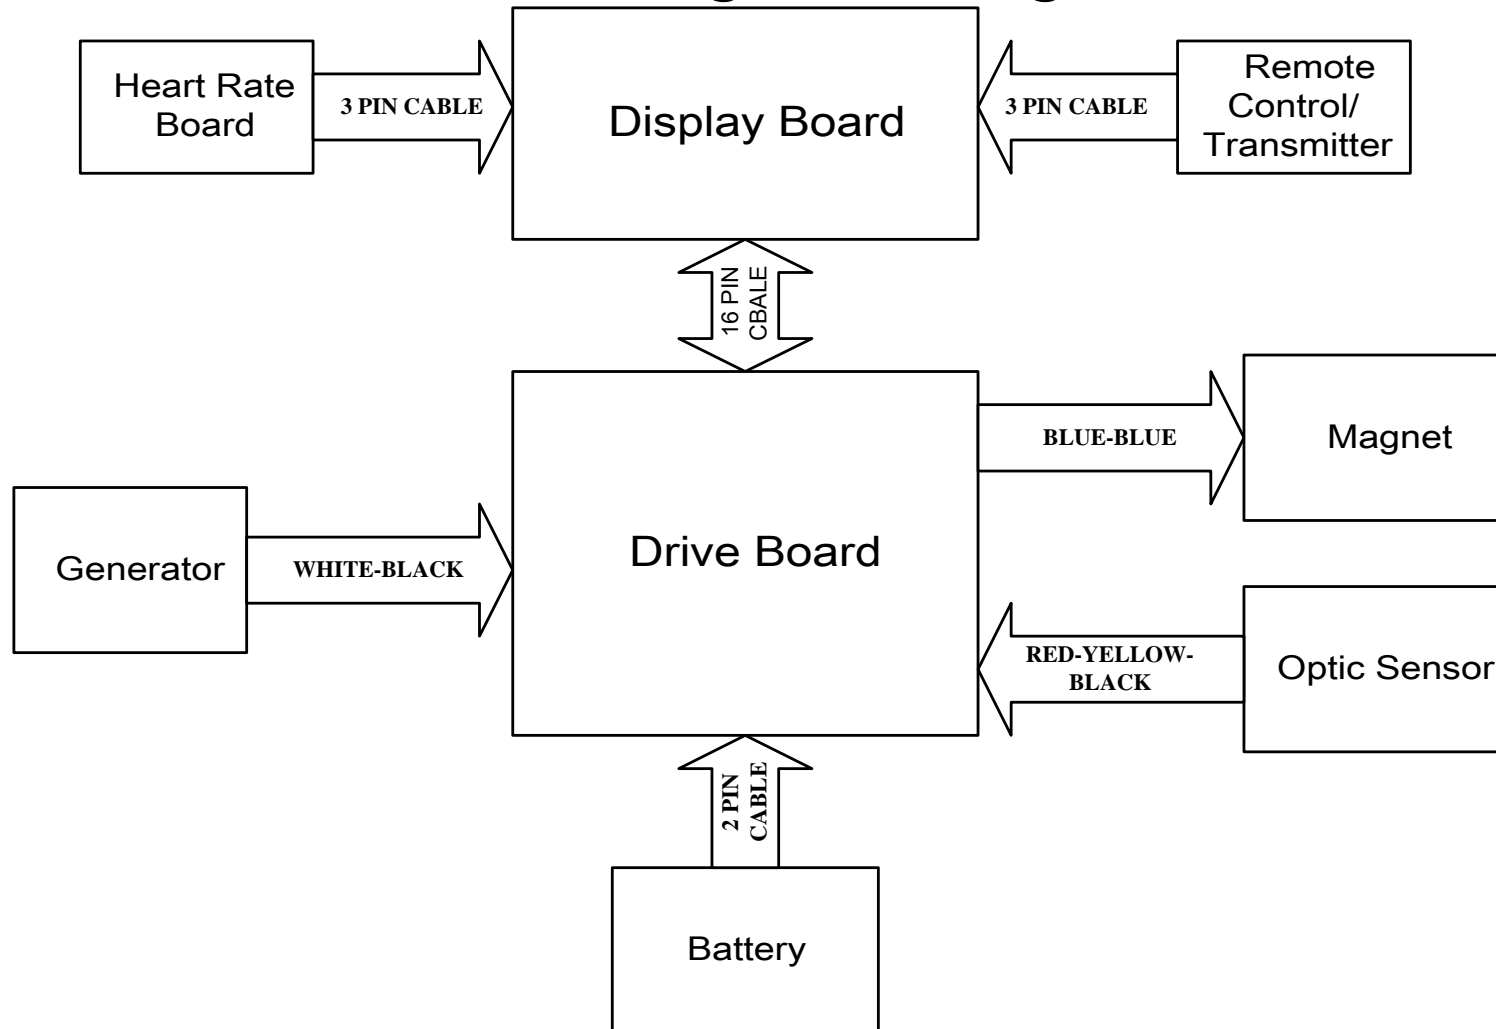 Heart Rate
Board
3 PIN CABLE
Display Board
3 PIN CABLE
Remote
Control/
Transmitter
16 PIN
CBALE
BLUE-BLUE
Magnet
Generator
WHITE-BLACK
Drive Board
RED-YELLOW-
BLACK
Optic Sensor
2 PIN
CABLE
Battery